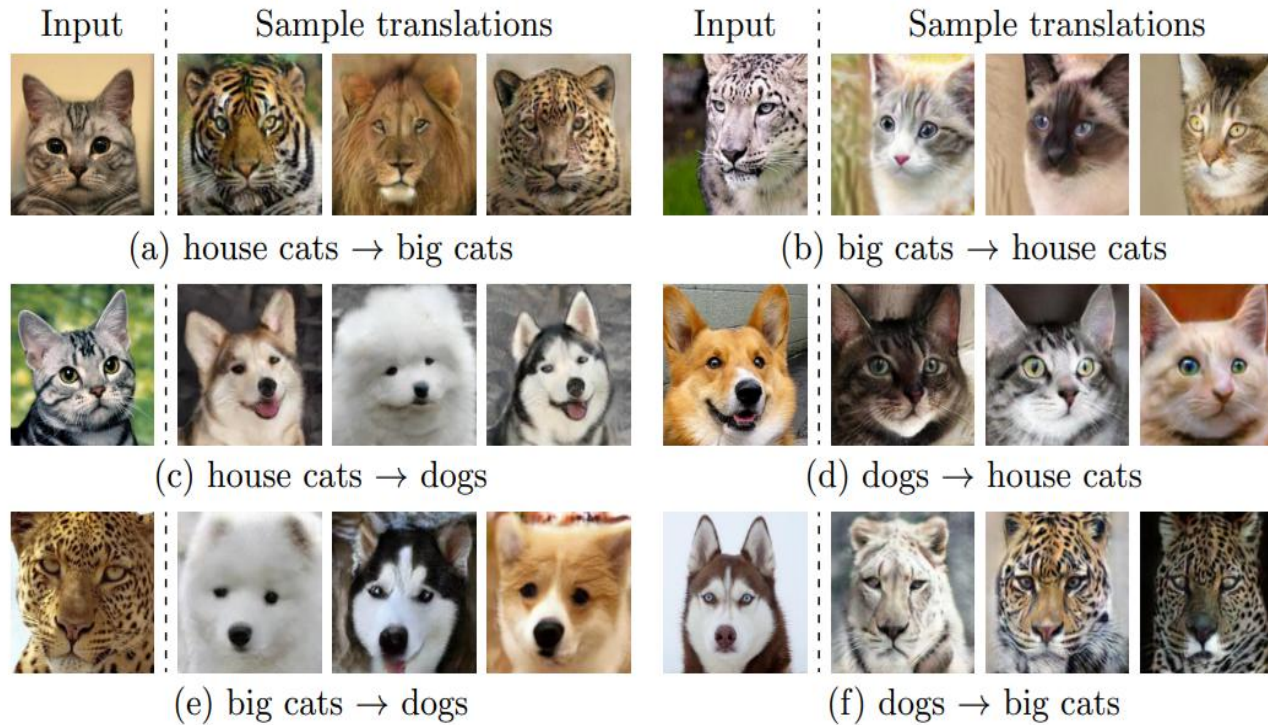 Input Sample translations Input Sample translations
(a) house cats → big cats (b) big cats → house cats
(c) house cats → dogs (d) dogs → house cats
(e) big cats → dogs (f) dogs → big cats